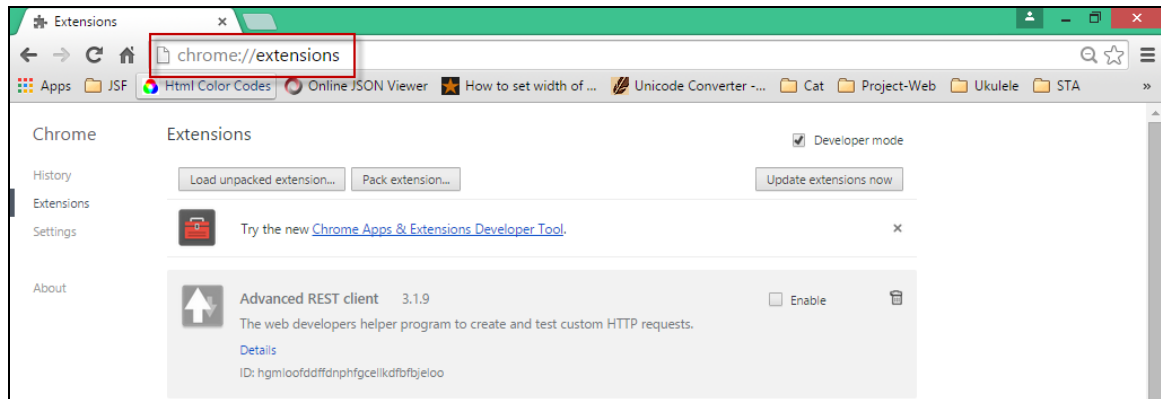 Extensions
chrome://extensions
Apps JSF Html Color Codes Online JSON Viewer How to set width of ... Unicode Converter -... Cat Project-Web Ukulele STA »
Chrome
History
Extensions
Settings
About
Extensions
Developer mode
Load unpacked extension... Pack extension... Update extensions now
Try the new Chrome Apps & Extensions Developer Tool.
Advanced REST client 3.1.9
Enable
The web developers helper program to create and test custom HTTP requests.
Details
ID: hgmloofddffdnphfgcellkdfbfbjeloo